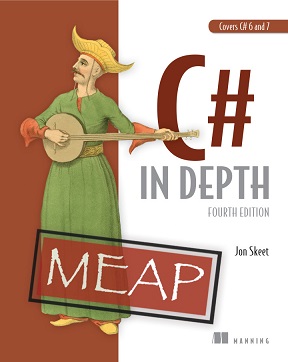 Covers C# 6 and 7
C#
IN DEPTH
FOURTH EDITION
Jon Skeet
MEAP
MANNING